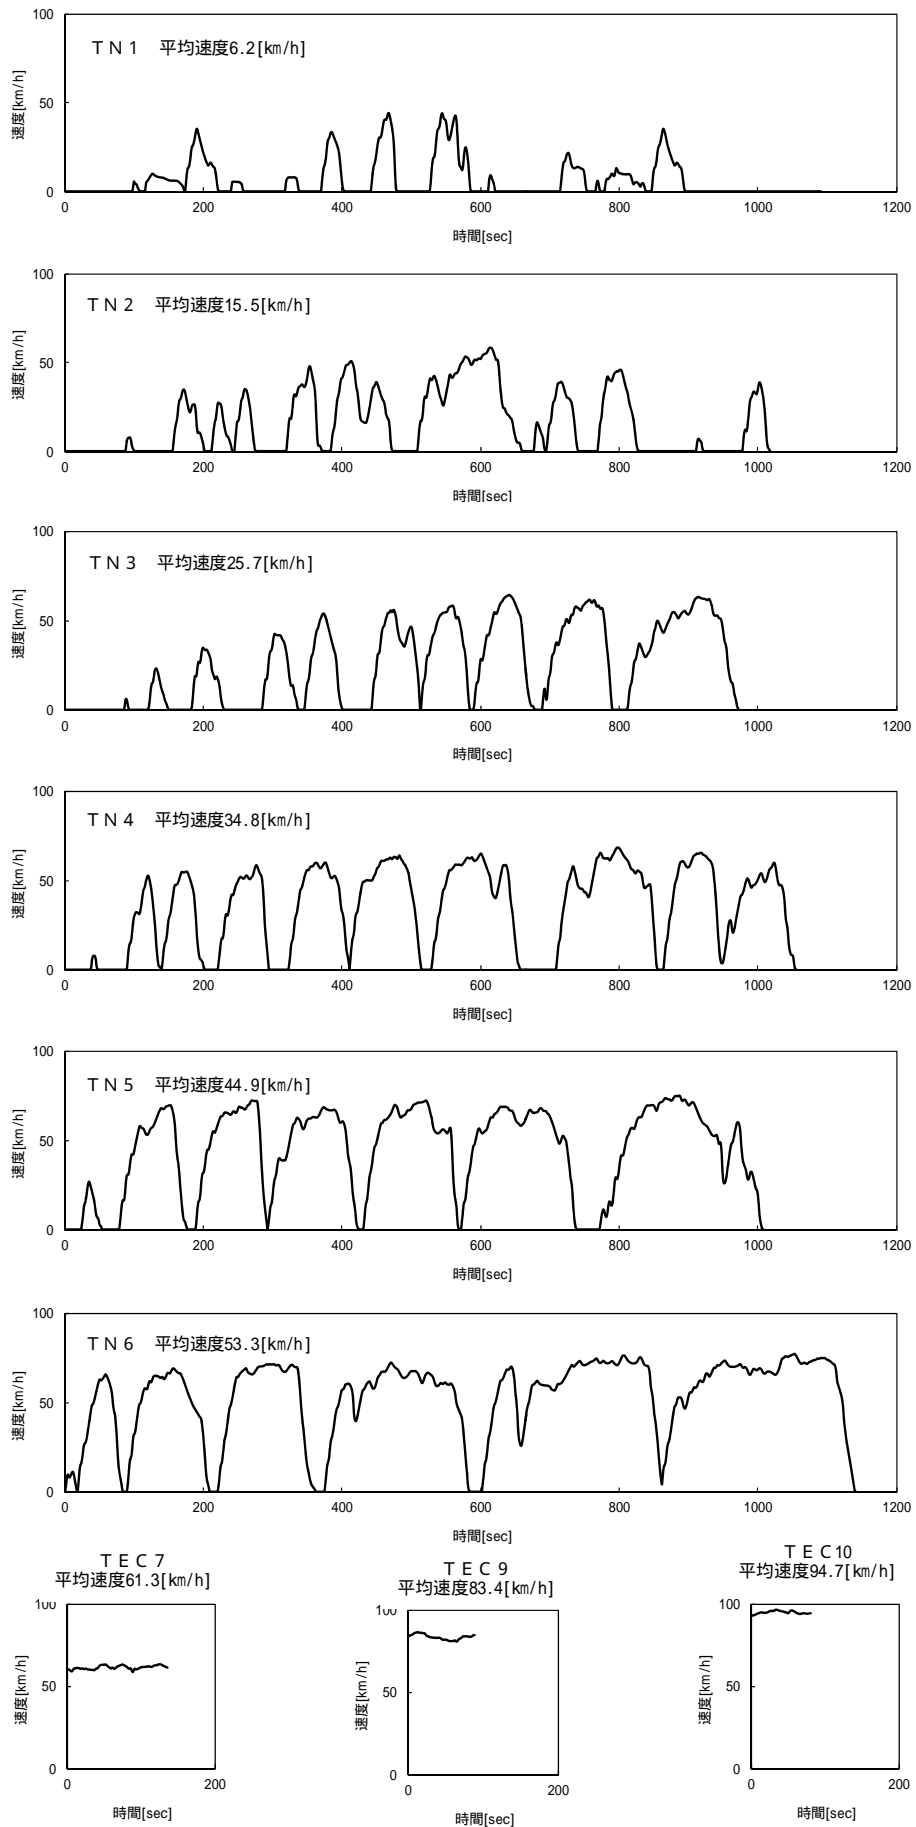 100
ＴＮ１ 平均速度6.2[km/h]
速度[km/h]
50
0
0 200 400 600 800 1000 1200
時間[sec]
100
ＴＮ２ 平均速度15.5[km/h]
速度[km/h]
50
0
0 200 400 600 800 1000 1200
時間[sec]
100
ＴＮ３ 平均速度25.7[km/h]
速度[km/h]
50
0
0 200 400 600 800 1000 1200
時間[sec]
100
ＴＮ４ 平均速度34.8[km/h]
速度[km/h]
50
0
0 200 400 600 800 1000 1200
時間[sec]
100
ＴＮ５ 平均速度44.9[km/h]
速度[km/h]
50
0
0 200 400 600 800 1000 1200
時間[sec]
100
ＴＮ６ 平均速度53.3[km/h]
速度[km/h]
50
0
0 200 400 600 800 1000 1200
時間[sec]
ＴＥＣ７
平均速度61.3[km/h]
100
速度[km/h]
50
0
0 200
時間[sec]
ＴＥＣ９
平均速度83.4[km/h]
100
速度[km/h]
50
0
0 200
時間[sec]
ＴＥＣ10
平均速度94.7[km/h]
100
速度[km/h]
50
0
0 200
時間[sec]